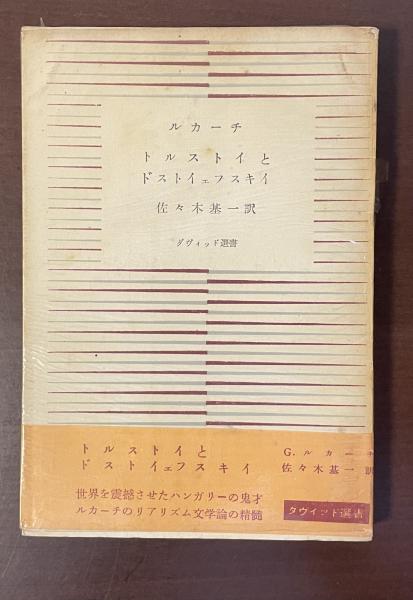 ルカーチ
トルストイと
ドストイェフスキイ
佐々木基一訳
ダヴィッド選書
トルストイと
ドストイェフスキイ
G. ルカーチ
佐々木基一訳
世界を震撼させたハンガリーの鬼才
ルカーチのリアリズム文学論の精髄
ダヴィッド選書